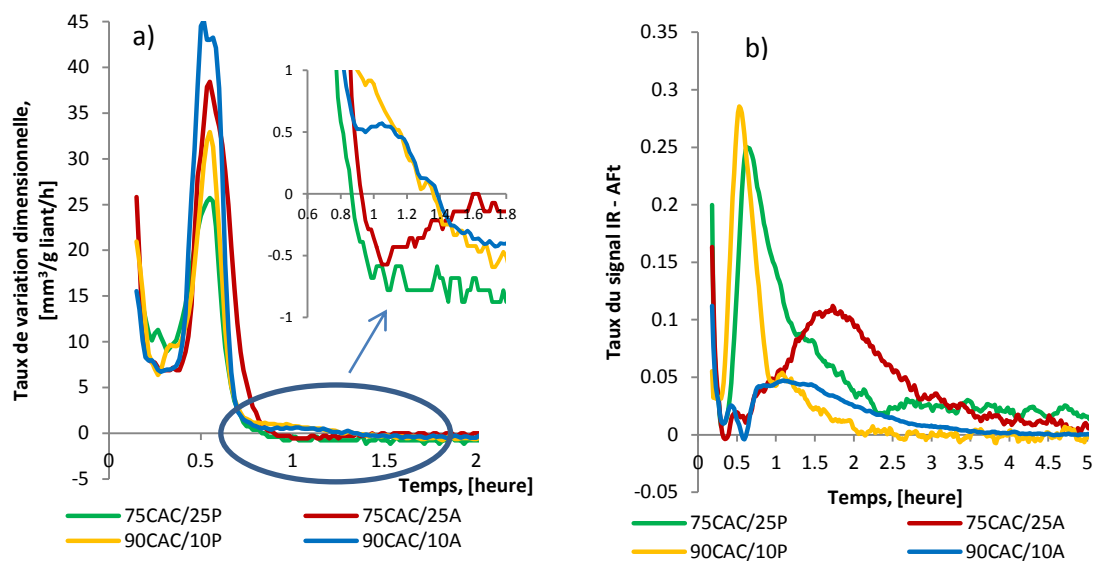 a)
Taux de variation dimensionnelle,
[mm³/g liant/h]
45
40
35
30
25
20
15
10
5
0
-5
0 0.5 1 1.5 2
Temps, [heure]
1
0.5
0
-0.5
-1
0.6 0.8 1 1.2 1.4 1.6 1.8
75CAC/25P 75CAC/25A
90CAC/10P 90CAC/10A
b)
Taux du signal IR - AFt
0.35
0.3
0.25
0.2
0.15
0.1
0.05
0
-0.05
0 0.5 1 1.5 2 2.5 3 3.5 4 4.5 5
Temps, [heure]
75CAC/25P 75CAC/25A
90CAC/10P 90CAC/10A